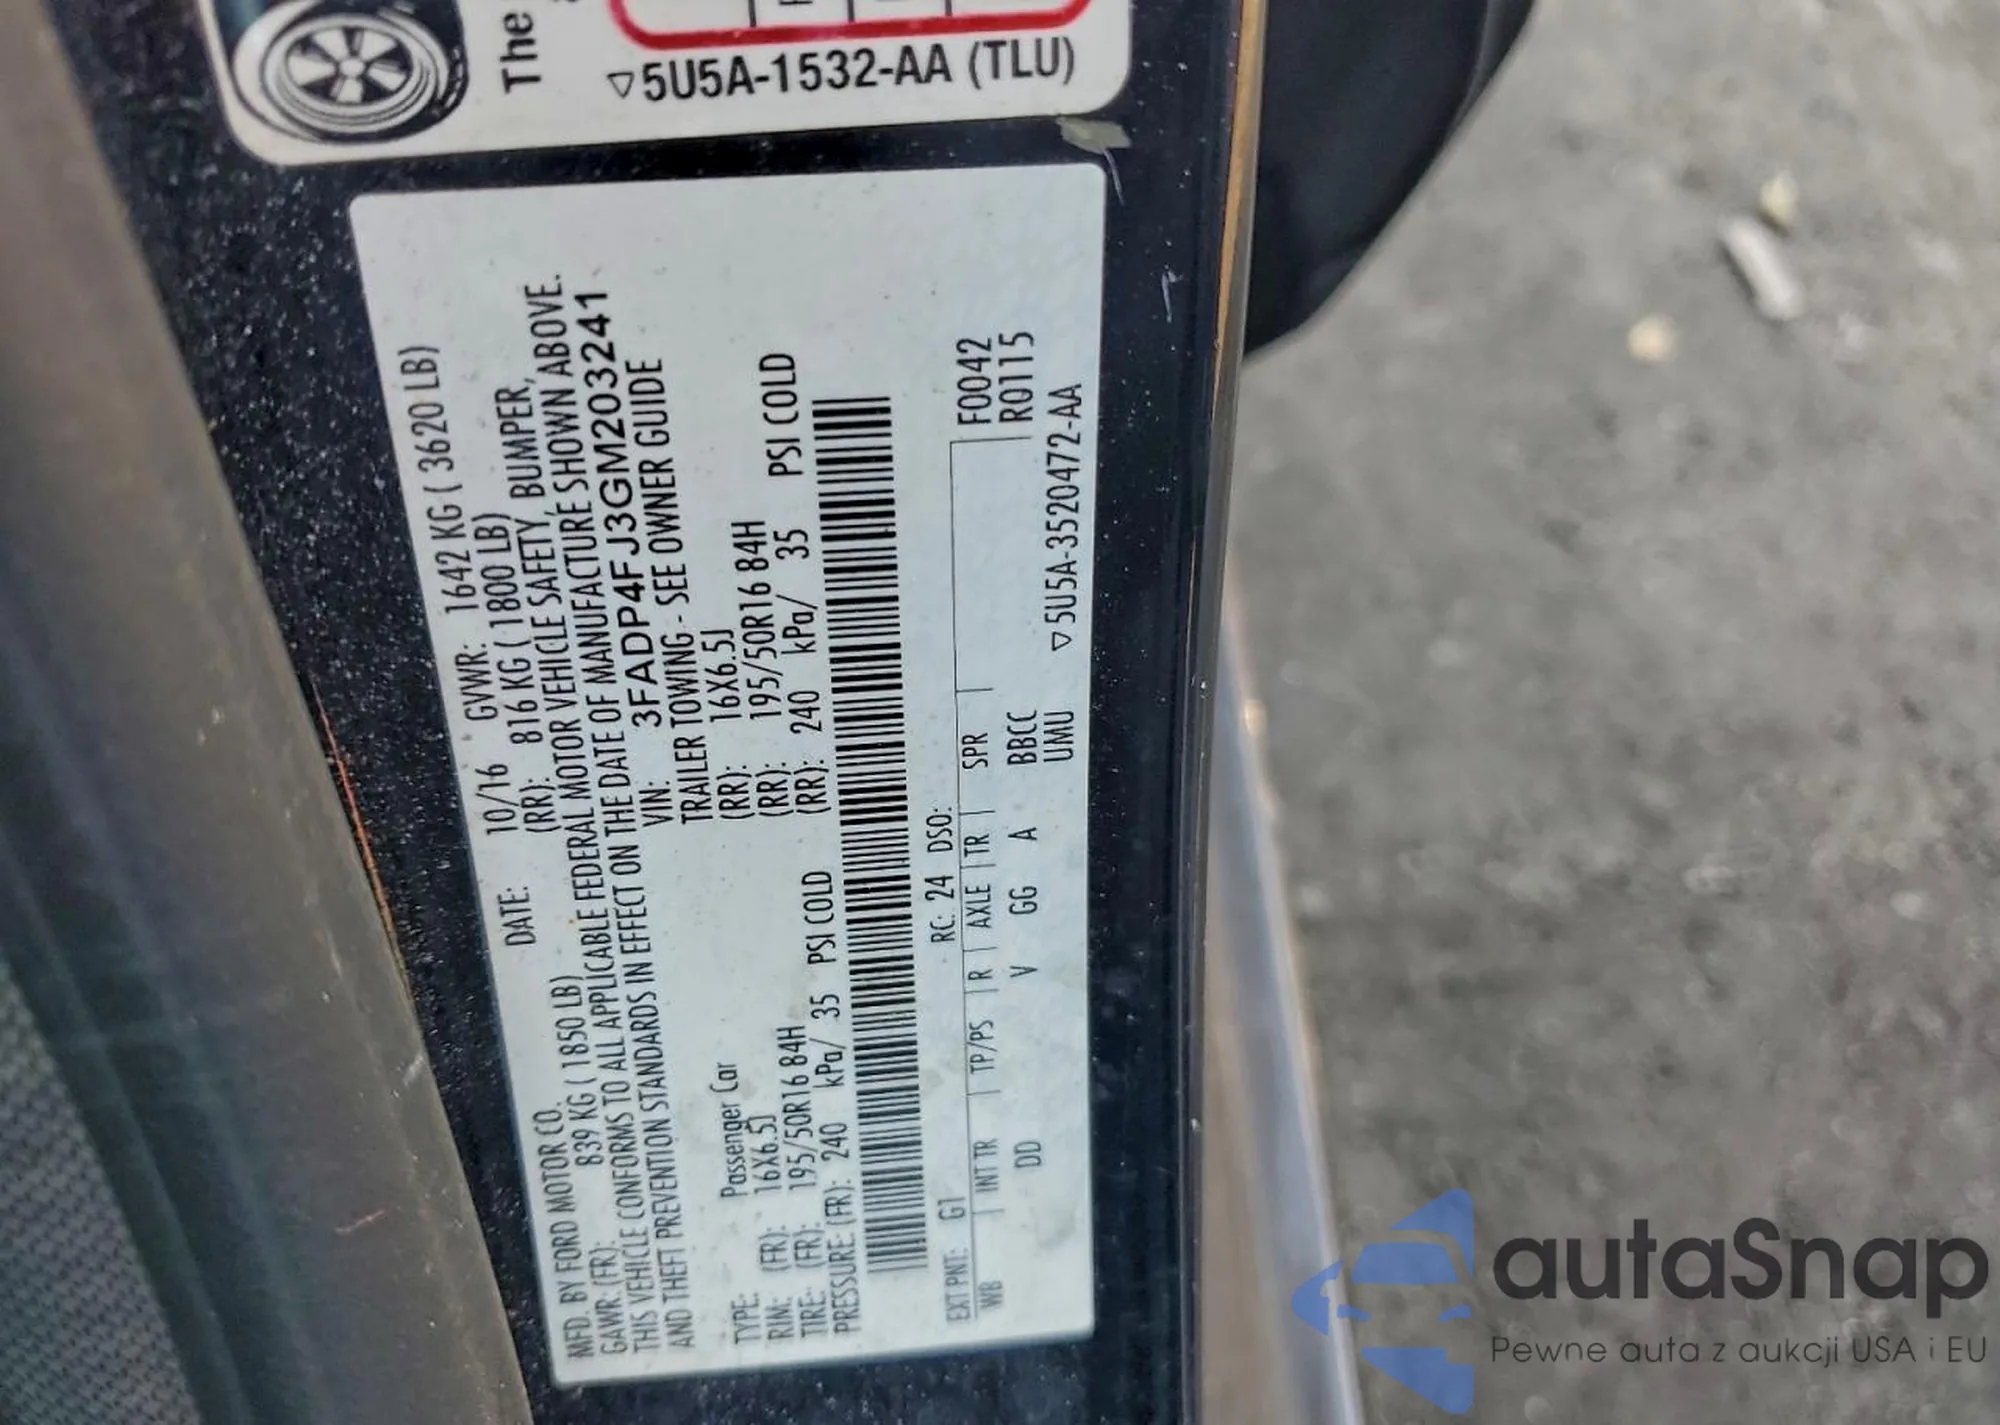 The
▽5U5A-1532-AA (TLU)
MFD. BY FORD MOTOR CO. DATE: 10/16 GVWR: 1642 KG ( 3620 LB)
GAWR: (FR): 839 KG ( 1850 LB) (RR): 816 KG ( 1800 LB)
THIS VEHICLE CONFORMS TO ALL APPLICABLE FEDERAL MOTOR VEHICLE SAFETY, BUMPER,
AND THEFT PREVENTION STANDARDS IN EFFECT ON THE DATE OF MANUFACTURE SHOWN ABOVE.
VIN: 3FADP4FJ3GM203241
TYPE: Passenger Car TRAILER TOWING - SEE OWNER GUIDE
RIM: (FR): 16X6.5J (RR): 16X6.5J
TIRE: (FR): 195/50R16 84H (RR): 195/50R16 84H
PRESSURE: (FR): 240 kPa/ 35 PSI COLD (RR): 240 kPa/ 35 PSI COLD
EXT PNT: G1 RC: 24 DSO: F0042
WB | INT TR | TP/PS | R | AXLE | TR | SPR R0115
DD V GG A BBCC
UMU ▽5U5A-3520472-AA
autaSnap
Pewne auta z aukcji USA i EU